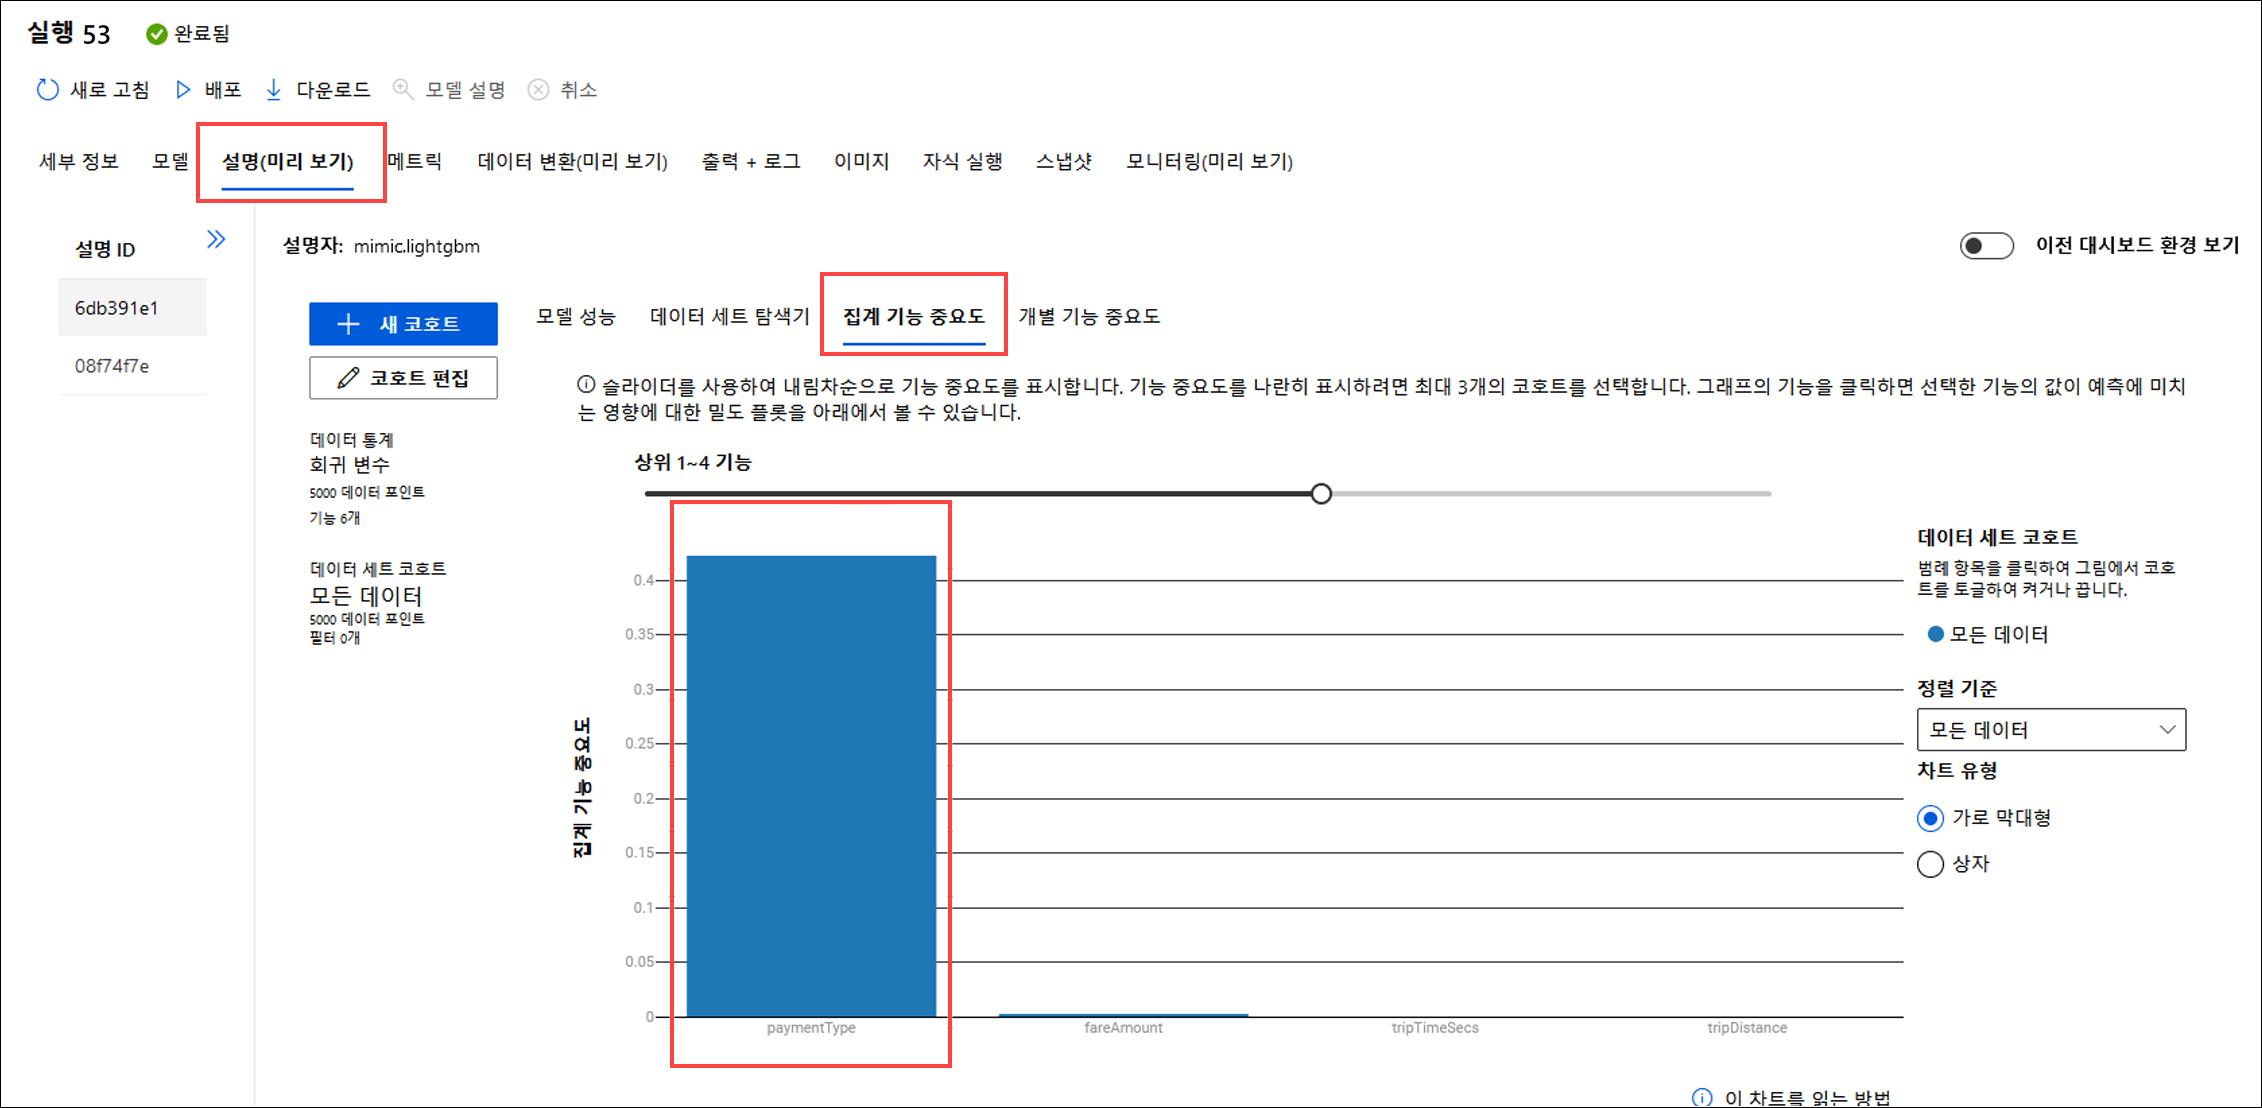 실행 53
완료됨
새로 고침
배포
다운로드
모델 설명
취소
세부 정보
모델
설명(미리 보기)
메트릭
데이터 변환(미리 보기)
출력 + 로그
이미지
자식 실행
스냅샷
모니터링(미리 보기)
설명 ID
6db391e1
08f74f7e
설명자: mimic.lightgbm
이전 대시보드 환경 보기
새 코호트
코호트 편집
데이터 통계
회귀 변수
5000 데이터 포인트
기능 6개
데이터 세트 코호트
모든 데이터
5000 데이터 포인트
필터 0개
모델 성능
데이터 세트 탐색기
집계 기능 중요도
개별 기능 중요도
슬라이더를 사용하여 내림차순으로 기능 중요도를 표시합니다. 기능 중요도를 나란히 표시하려면 최대 3개의 코호트를 선택합니다. 그래프의 기능을 클릭하면 선택한 기능의 값이 예측에 미치
는 영향에 대한 밀도 플롯을 아래에서 볼 수 있습니다.
상위 1~4 기능
집계 기능 중요도
0.4
0.35
0.3
0.25
0.2
0.15
0.1
0.05
0
paymentType
fareAmount
tripTimeSecs
tripDistance
데이터 세트 코호트
범례 항목을 클릭하여 그림에서 코호
트를 토글하여 켜거나 끕니다.
모든 데이터
정렬 기준
모든 데이터
차트 유형
가로 막대형
상자
이 차트를 읽는 방법